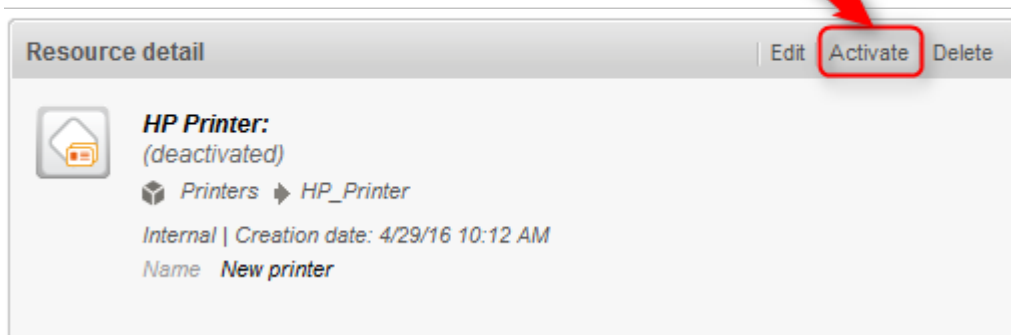 Resource detail | Edit Activate Delete
HP Printer:
(deactivated)
Printers HP_Printer
Internal | Creation date: 4/29/16 10:12 AM
Name New printer